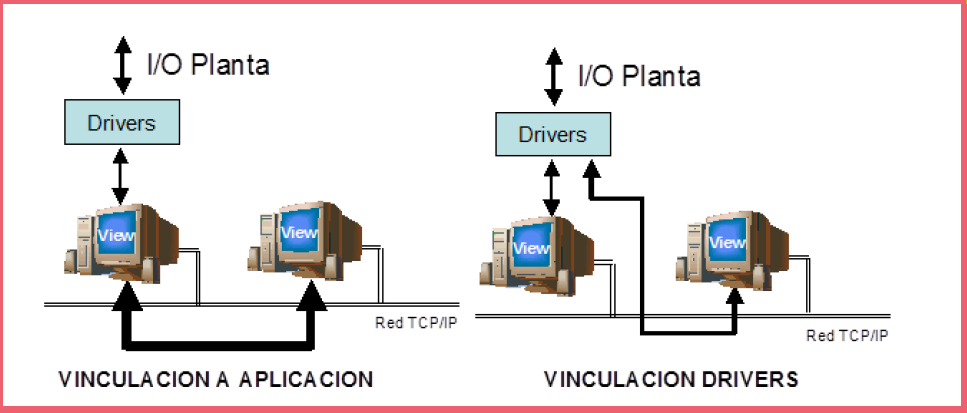 I/O Planta
Drivers
View
View
Red TCP/IP
VINCULACION A APLICACION
I/O Planta
Drivers
View
View
Red TCP/IP
VINCULACION DRIVERS